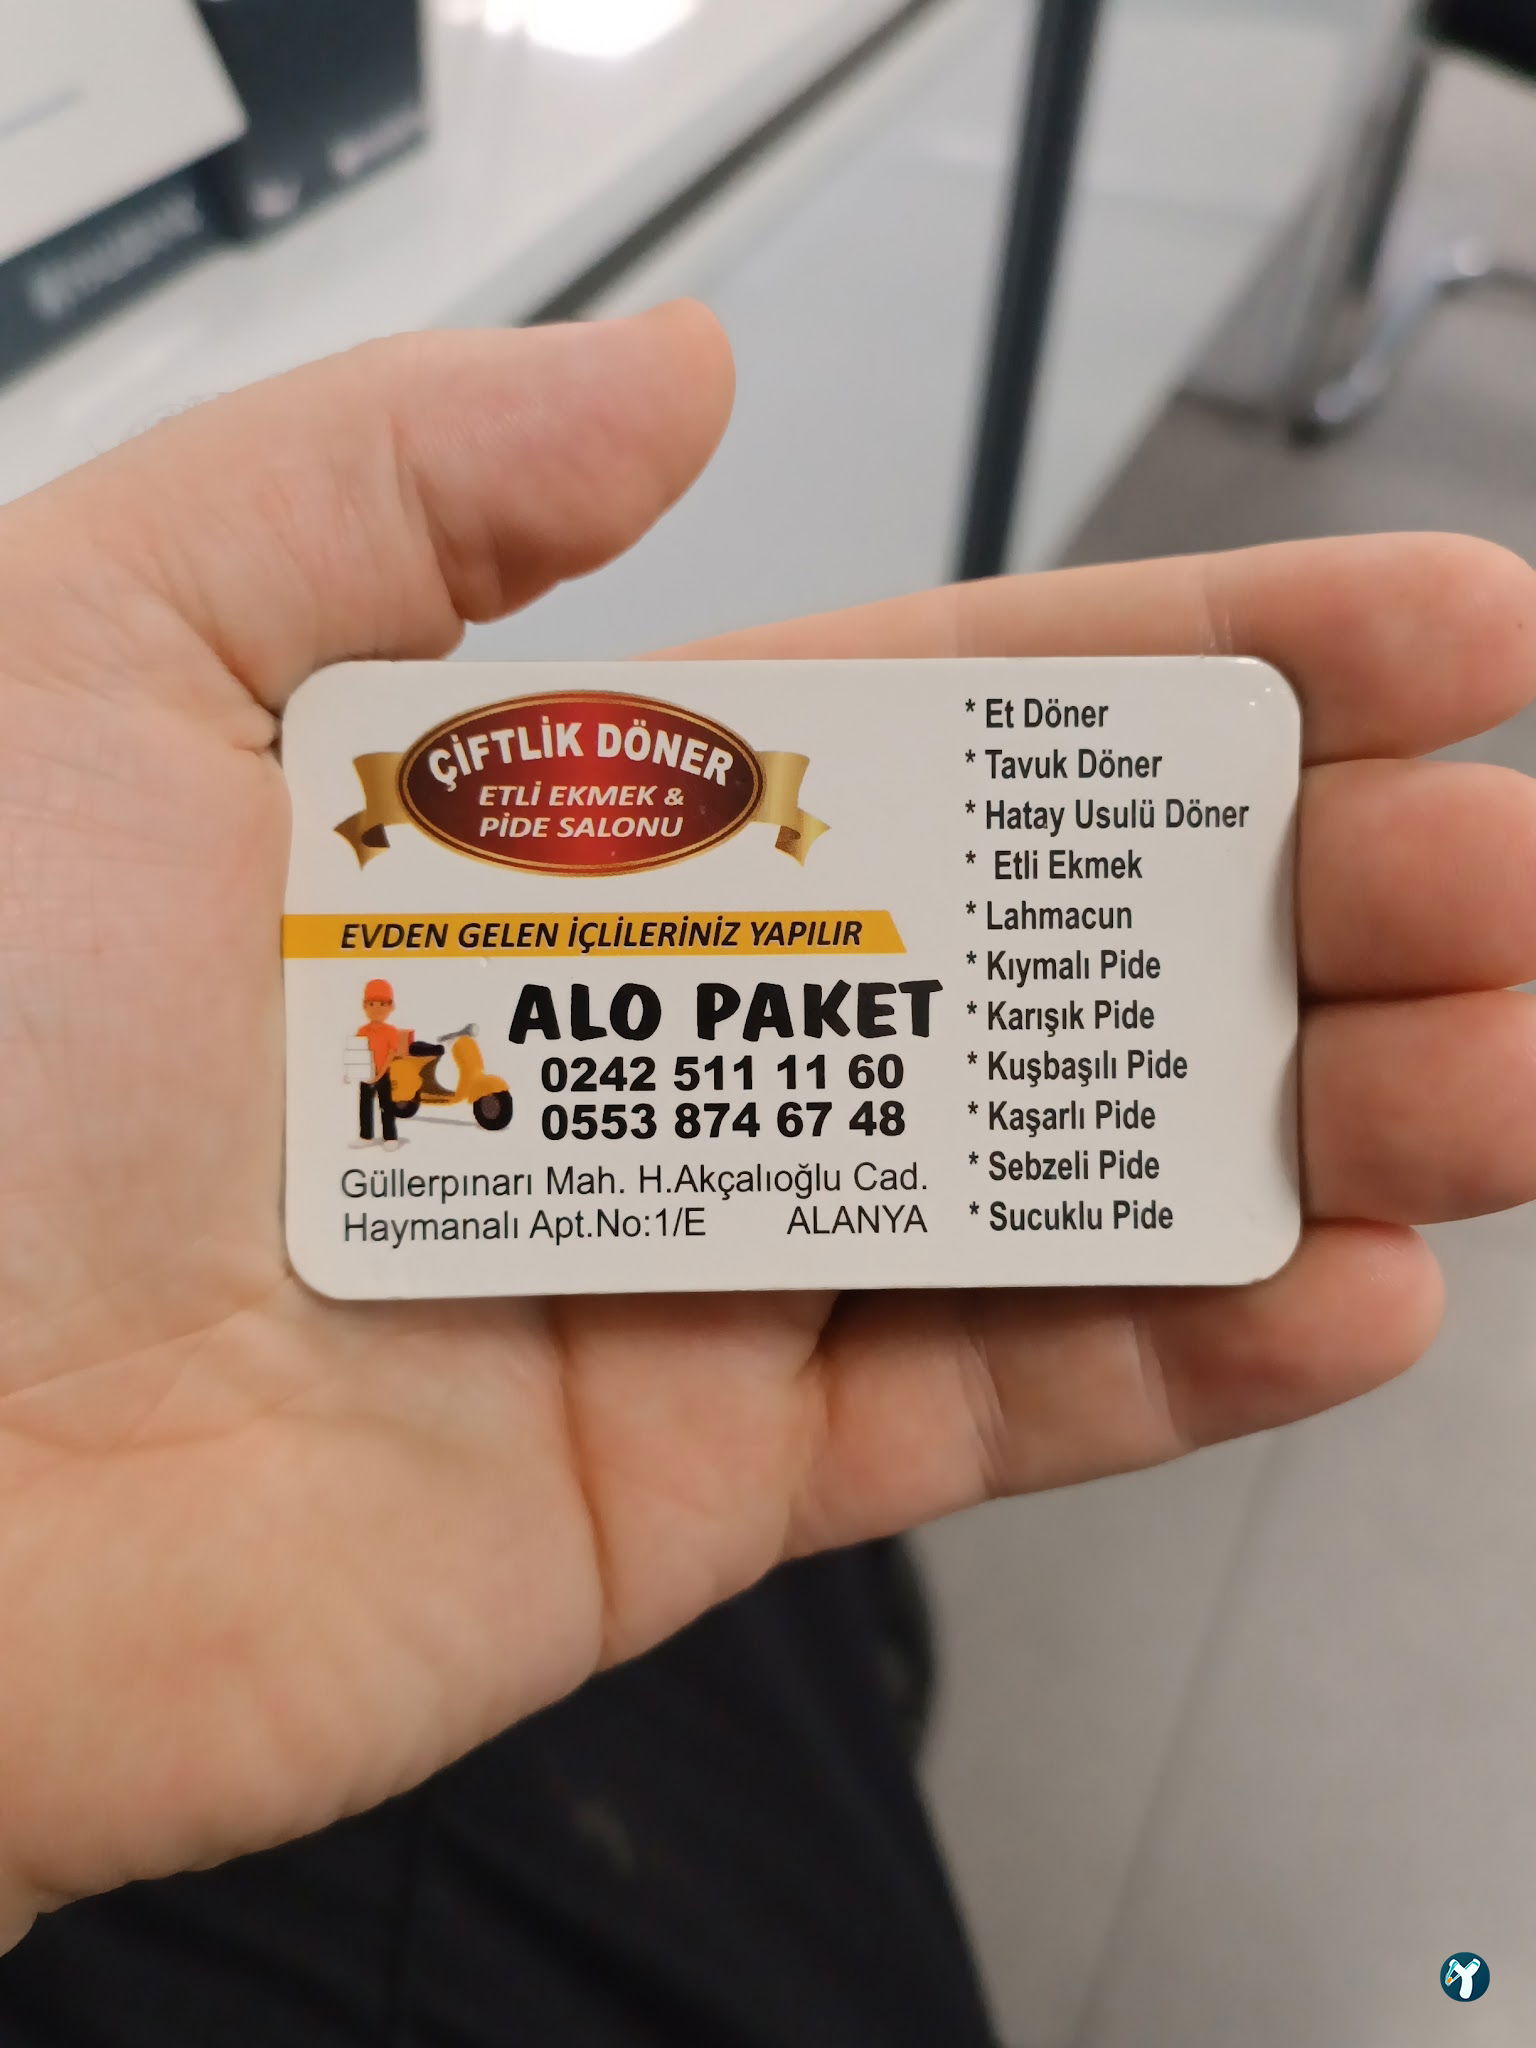 ÇİFTLİK DÖNER
ETLİ EKMEK &
PİDE SALONU
EVDEN GELEN İÇLİLERİNİZ YAPILIR
ALO PAKET
0242 511 11 60
0553 874 67 48
Güllerpınarı Mah. H.Akçalıoğlu Cad.
Haymanalı Apt.No:1/E ALANYA
* Et Döner
* Tavuk Döner
* Hatay Usulü Döner
* Etli Ekmek
* Lahmacun
* Kıymalı Pide
* Karışık Pide
* Kuşbaşılı Pide
* Kaşarlı Pide
* Sebzeli Pide
* Sucuklu Pide